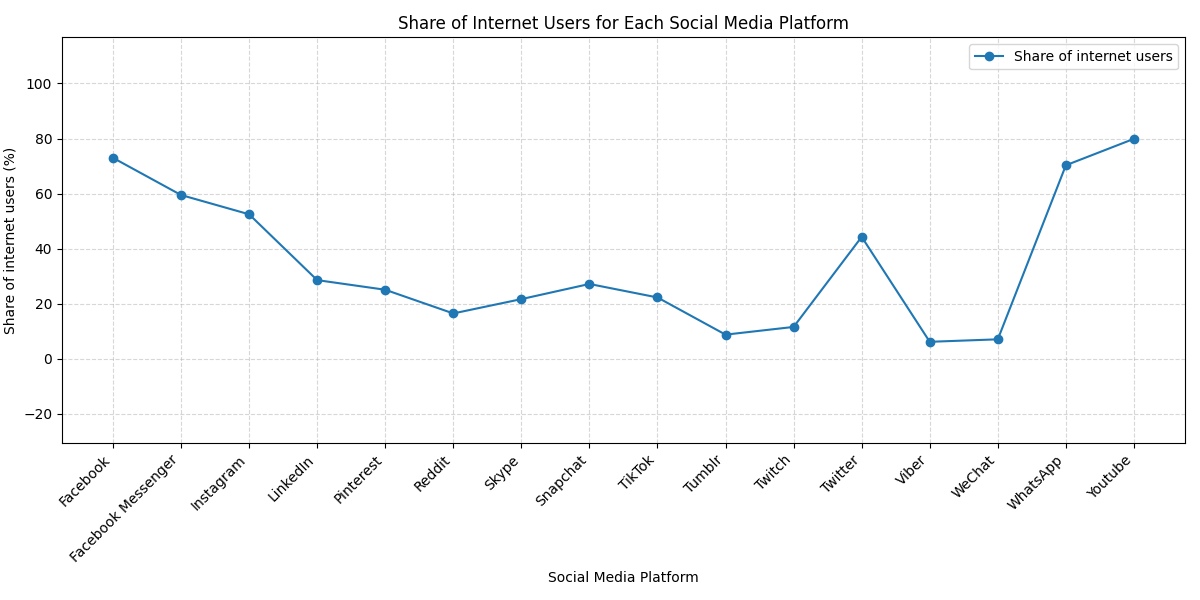 Share of Internet Users for Each Social Media Platform
Share of internet users
100
80
60
40
20
0
−20
Share of internet users (%)
Facebook
Facebook Messenger
Instagram
LinkedIn
Pinterest
Reddit
Skype
Snapchat
TikTok
Tumblr
Twitch
Twitter
Viber
WeChat
WhatsApp
Youtube
Social Media Platform